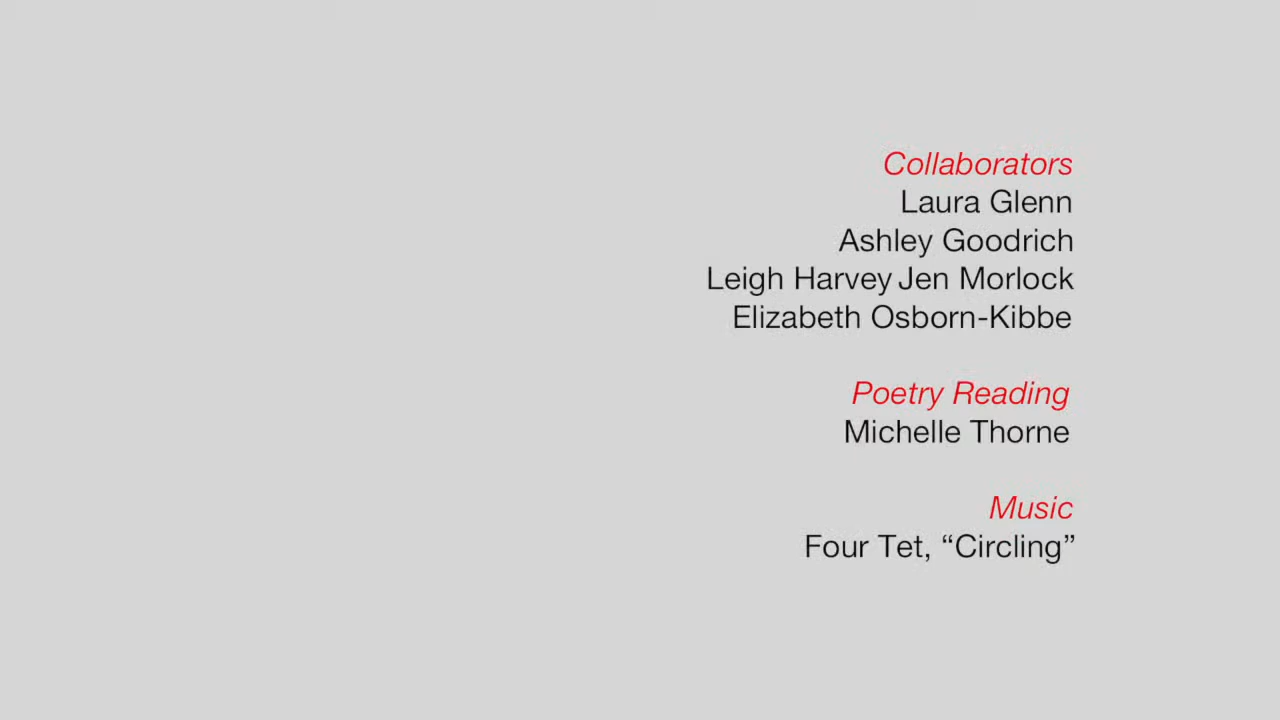 Collaborators
Laura Glenn
Ashley Goodrich
Leigh Harvey Jen Morlock
Elizabeth Osborn-Kibbe
Poetry Reading
Michelle Thorne
Music
Four Tet, “Circling”